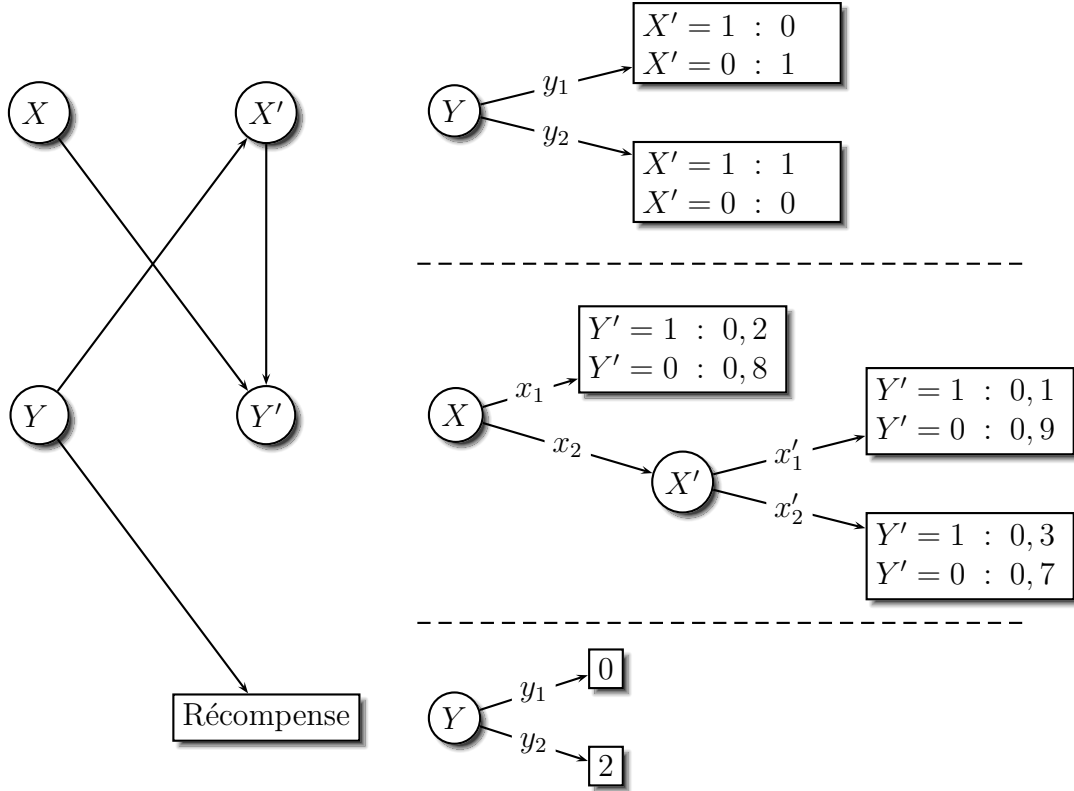 X
X′
Y
Y′
Récompense
Y
y₁
X′ = 1 : 0
X′ = 0 : 1
y₂
X′ = 1 : 1
X′ = 0 : 0
X
x₁
Y′ = 1 : 0, 2
Y′ = 0 : 0, 8
x₂
X′
x′₁
Y′ = 1 : 0, 1
Y′ = 0 : 0, 9
x′₂
Y′ = 1 : 0, 3
Y′ = 0 : 0, 7
Y
y₁
0
y₂
2